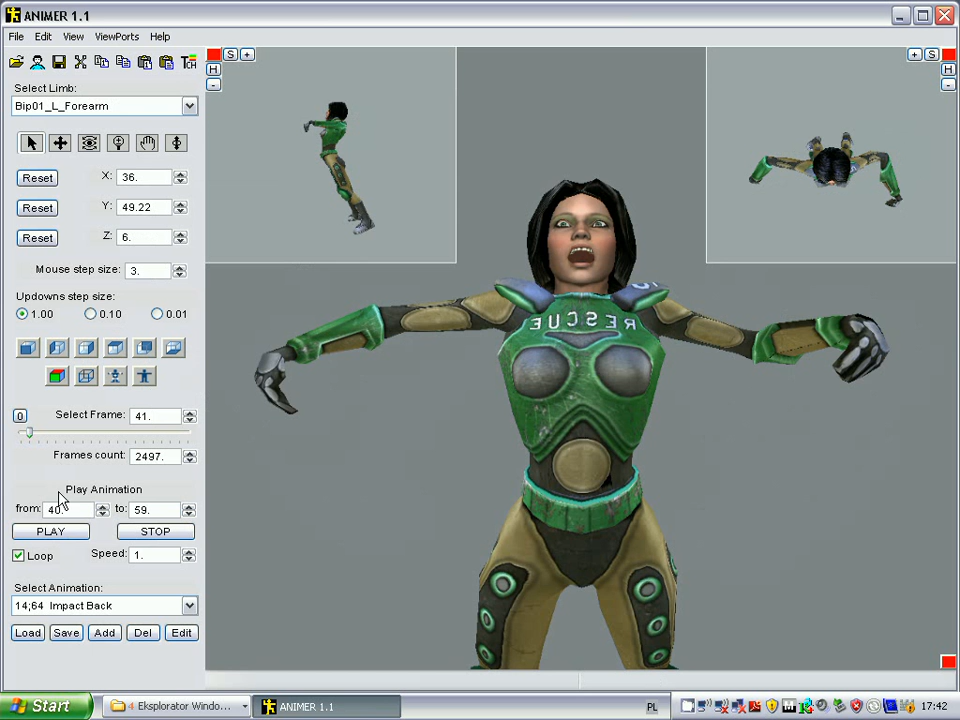 ANIMER 1.1
File Edit View ViewPorts Help
S +
H
-
+ S
H
-
TCH
Select Limb:
Bip01_L_Forearm
Reset X: 36.
Reset Y: 49.22
Reset Z: 6.
Mouse step size: 3.
Updowns step size:
1.00 0.10 0.01
0 Select Frame: 41.
Frames count: 2497.
Play Animation
from: 40. to: 59.
PLAY STOP
Loop Speed: 1.
Select Animation:
14;64 Impact Back
Load Save Add Del Edit
RESCUE
Start 4 Eksplorator Windo... ANIMER 1.1 PL 17:42